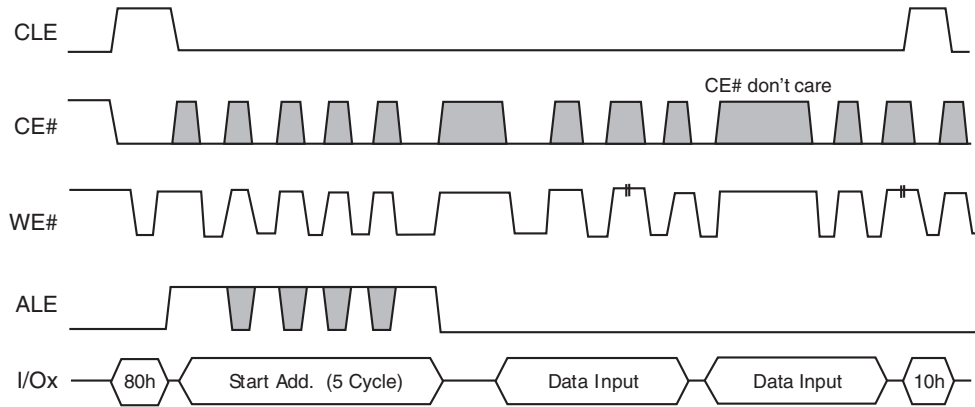 CLE
CE# don't care
CE#
WE#
ALE
I/Ox
80h
Start Add. (5 Cycle)
Data Input
Data Input
10h